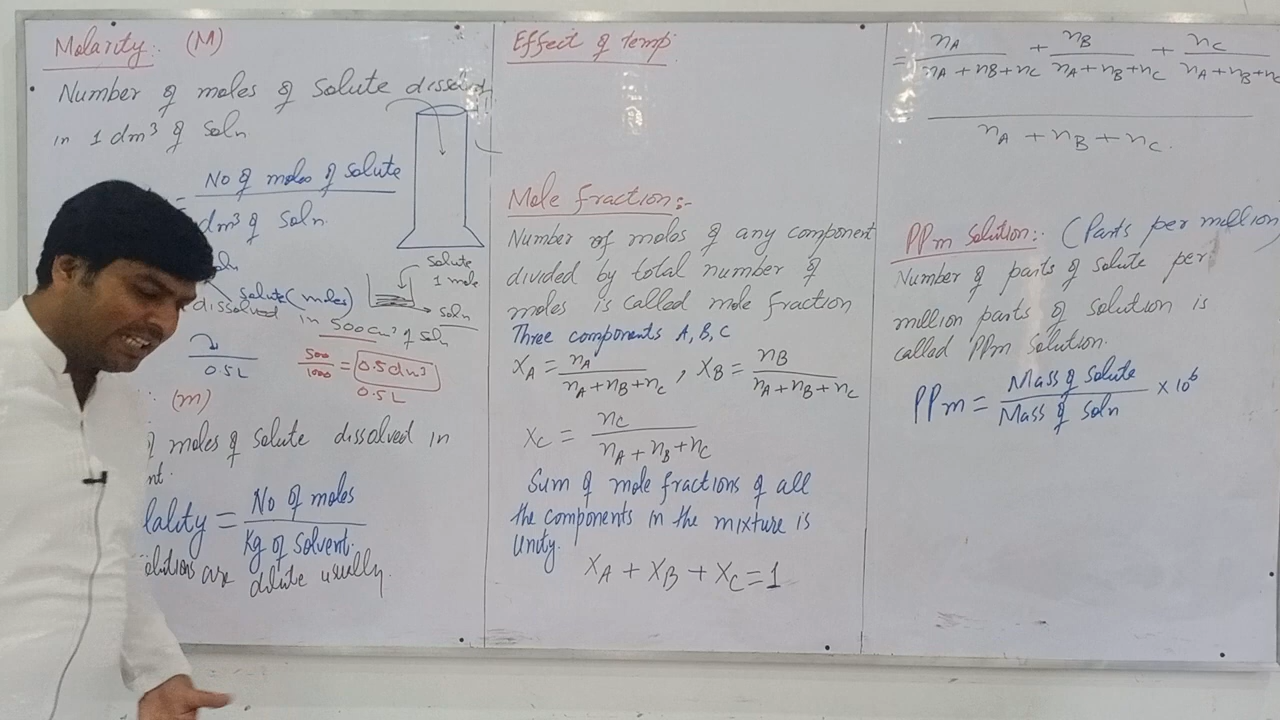 Molarity:. (M)
Number of moles of solute dissolved
in 1 dm³ of Soln.
= No of moles of solute
dm³ of Soln.
soln
Solute (moles)
dissolved in 500cm³ of soln
solute
1 mole
soln
0.5L
500/1000 = 0.5dm³
0.5 L
:. (m)
moles of solute dissolved in
nt.
lality = No of moles
Kg of Solvent.
olutions are dilute usually.
Effect of temp.
Mole fraction:-
Number of moles of any component
divided by total number of
moles is called mole fraction
Three components A, B, C
X_A = n_A / n_A + n_B + n_C , X_B = n_B / n_A + n_B + n_C
X_C = n_C / n_A + n_B + n_C
Sum of mole fractions of all
the components in the mixture is
Unity.
X_A + X_B + X_C = 1
= n_A / n_A + n_B + n_C + n_B / n_A + n_B + n_C + n_C / n_A + n_B + n_C
n_A + n_B + n_C.
PPm Solution:. (Parts per million)
Number of parts of solute per
million parts of solution is
called PPm Solution.
PPm = Mass of solute / Mass of soln × 10⁶